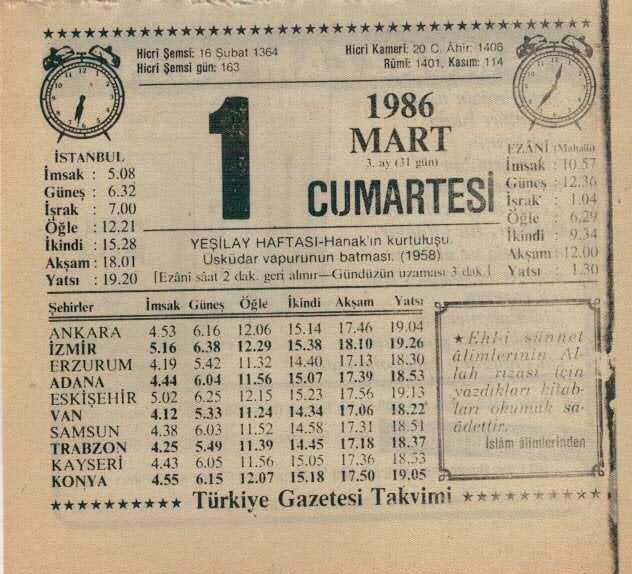 Hicrî Şemsî: 16 Şubat 1364
Hicrî Şemsî gün: 163
Hicrî Kamerî: 20 C. Âhir: 1406
Rûmî: 1401, Kasım: 114
1
1986
MART
3. ay (31 gün)
CUMARTESİ
İSTANBUL
İmsak : 5.08
Güneş : 6.32
İşrak : 7.00
Öğle : 12.21
İkindi : 15.28
Akşam : 18.01
Yatsı : 19.20
EZANÎ (Mahallî)
İmsak : 10.57
Güneş : 12.36
İşrak : 1.04
Öğle : 6.29
İkindi : 9.34
Akşam : 12.00
Yatsı : 1.30
YEŞİLAY HAFTASI-Hanak'ın kurtuluşu.
Üsküdar vapurunun batması. (1958)
[Ezânî sâat 2 dak. geri alınır—Gündüzün uzaması 3 dak.]
Şehirler İmsak Güneş Öğle İkindi Akşam Yatsı
ANKARA 4.53 6.16 12.06 15.14 17.46 19.04
İZMİR 5.16 6.38 12.29 15.38 18.10 19.26
ERZURUM 4.19 5.42 11.32 14.40 17.13 18.30
ADANA 4.44 6.04 11.56 15.07 17.39 18.53
ESKİŞEHİR 5.02 6.25 12.15 15.23 17.56 19.13
VAN 4.12 5.33 11.24 14.34 17.06 18.22
SAMSUN 4.38 6.03 11.52 14.58 17.31 18.51
TRABZON 4.25 5.49 11.39 14.45 17.18 18.37
KAYSERİ 4.43 6.05 11.56 15.05 17.36 18.53
KONYA 4.55 6.15 12.07 15.18 17.50 19.05
★ Ehl-i sünnet
âlimlerinin Al-
lah rızası için
yazdıkları kitab-
ları okumak sa-
âdettir.
İslâm âlimlerinden
Türkiye Gazetesi Takvimi